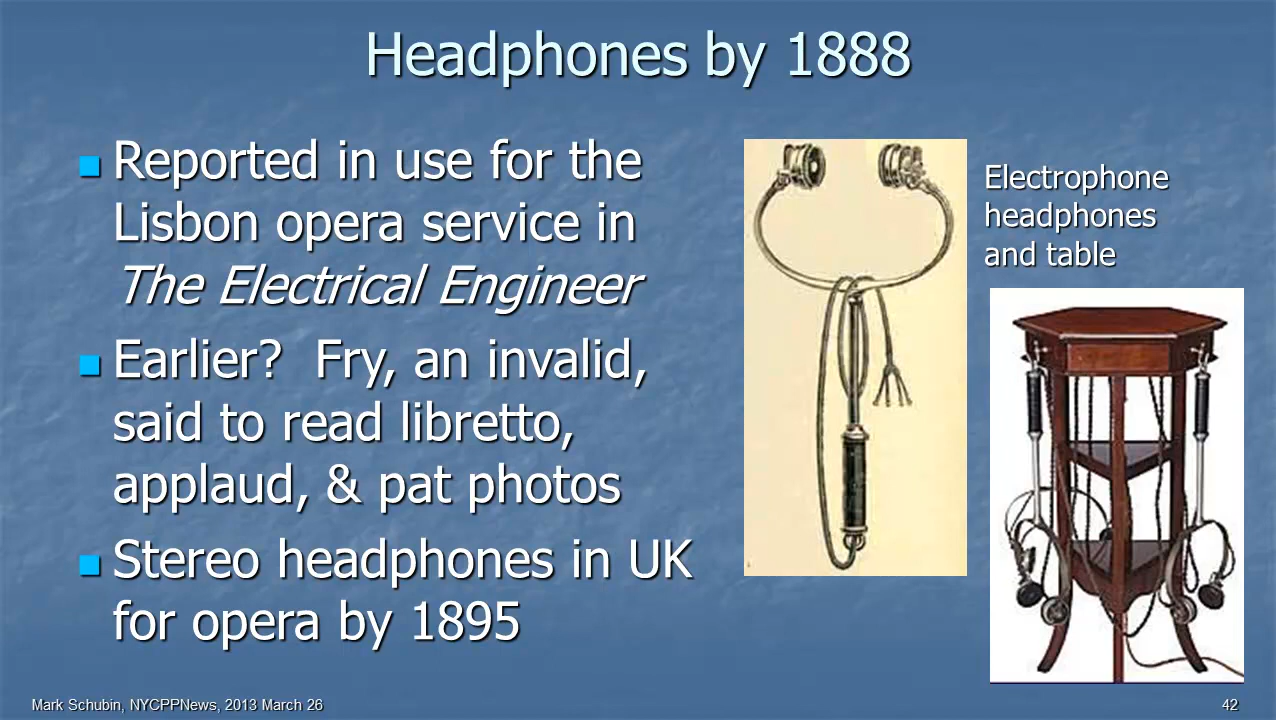 Headphones by 1888
Reported in use for the
Lisbon opera service in
The Electrical Engineer
Earlier? Fry, an invalid,
said to read libretto,
applaud, & pat photos
Stereo headphones in UK
for opera by 1895
Electrophone
headphones
and table
Mark Schubin, NYCPPNews, 2013 March 26
42